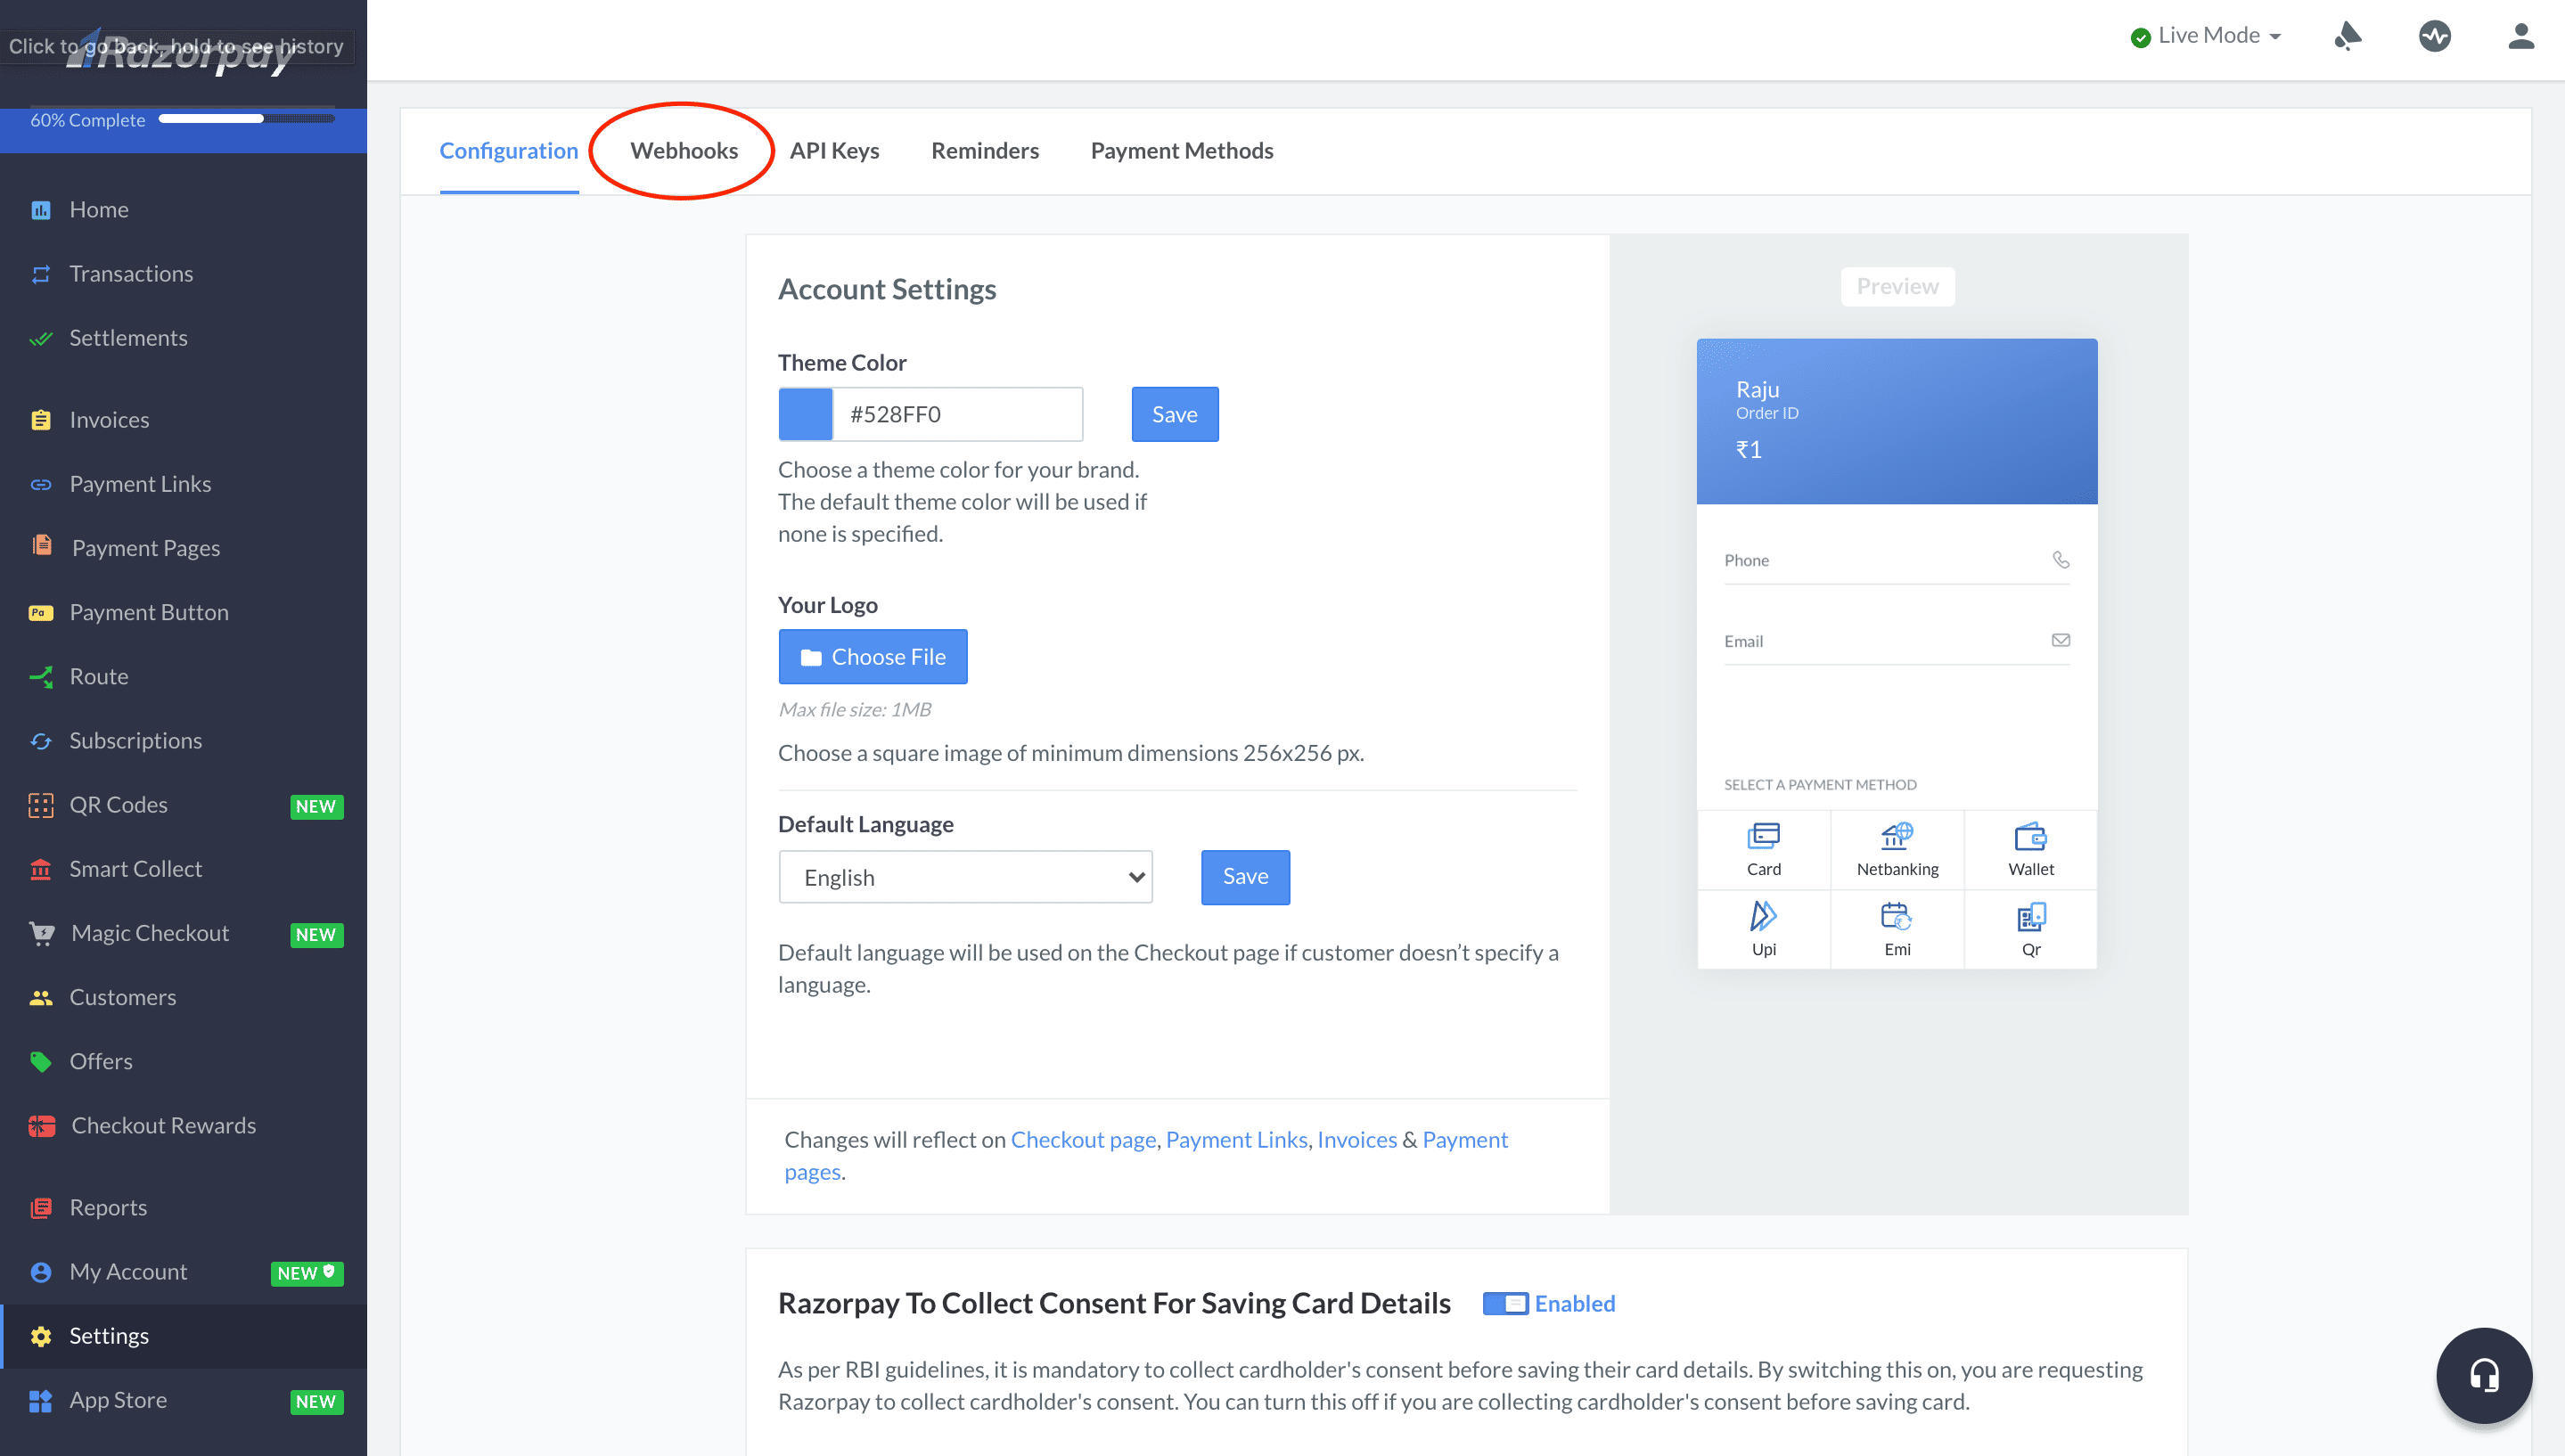 Click to go back, hold to see history
Razorpay
60% Complete
Home
Transactions
Settlements
Invoices
Payment Links
Payment Pages
Pa
Payment Button
Route
Subscriptions
QR Codes NEW
Smart Collect
Magic Checkout NEW
Customers
Offers
Checkout Rewards
Reports
My Account NEW
Settings
App Store NEW
Live Mode
Configuration Webhooks API Keys Reminders Payment Methods
Account Settings
Theme Color
#528FF0 Save
Choose a theme color for your brand.
The default theme color will be used if
none is specified.
Your Logo
Choose File
Max file size: 1MB
Choose a square image of minimum dimensions 256x256 px.
Default Language
English Save
Default language will be used on the Checkout page if customer doesn’t specify a
language.
Changes will reflect on Checkout page, Payment Links, Invoices & Payment
pages.
Preview
Raju
Order ID
₹1
Phone
Email
SELECT A PAYMENT METHOD
Card Netbanking Wallet
Upi Emi Qr
Razorpay To Collect Consent For Saving Card Details Enabled
As per RBI guidelines, it is mandatory to collect cardholder's consent before saving their card details. By switching this on, you are requesting
Razorpay to collect cardholder's consent. You can turn this off if you are collecting cardholder's consent before saving card.